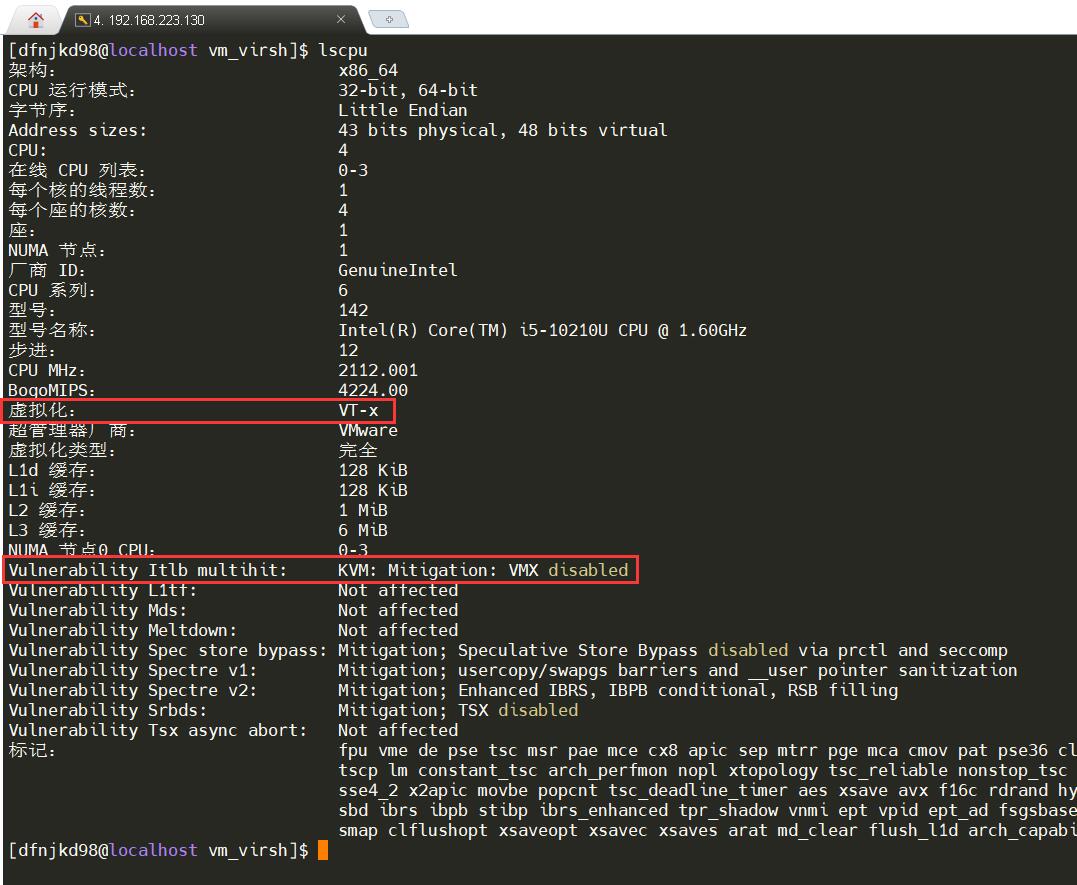 4. 192.168.223.130
[dfnjkd98@localhost vm_virsh]$ lscpu
架构： x86_64
CPU 运行模式： 32-bit, 64-bit
字节序： Little Endian
Address sizes: 43 bits physical, 48 bits virtual
CPU: 4
在线 CPU 列表： 0-3
每个核的线程数： 1
每个座的核数： 4
座： 1
NUMA 节点： 1
厂商 ID： GenuineIntel
CPU 系列： 6
型号： 142
型号名称： Intel(R) Core(TM) i5-10210U CPU @ 1.60GHz
步进： 12
CPU MHz： 2112.001
BogoMIPS： 4224.00
虚拟化： VT-x
超管理器厂商： VMware
虚拟化类型： 完全
L1d 缓存： 128 KiB
L1i 缓存： 128 KiB
L2 缓存： 1 MiB
L3 缓存： 6 MiB
NUMA 节点0 CPU： 0-3
Vulnerability Itlb multihit: KVM: Mitigation: VMX disabled
Vulnerability L1tf: Not affected
Vulnerability Mds: Not affected
Vulnerability Meltdown: Not affected
Vulnerability Spec store bypass: Mitigation; Speculative Store Bypass disabled via prctl and seccomp
Vulnerability Spectre v1: Mitigation; usercopy/swapgs barriers and __user pointer sanitization
Vulnerability Spectre v2: Mitigation; Enhanced IBRS, IBPB conditional, RSB filling
Vulnerability Srbds: Mitigation; TSX disabled
Vulnerability Tsx async abort: Not affected
标记： fpu vme de pse tsc msr pae mce cx8 apic sep mtrr pge mca cmov pat pse36 cl
tscp lm constant_tsc arch_perfmon nopl xtopology tsc_reliable nonstop_tsc
sse4_2 x2apic movbe popcnt tsc_deadline_timer aes xsave avx f16c rdrand hy
sbd ibrs ibpb stibp ibrs_enhanced tpr_shadow vnmi ept vpid ept_ad fsgsbase
smap clflushopt xsaveopt xsavec xsaves arat md_clear flush_l1d arch_capabi
[dfnjkd98@localhost vm_virsh]$